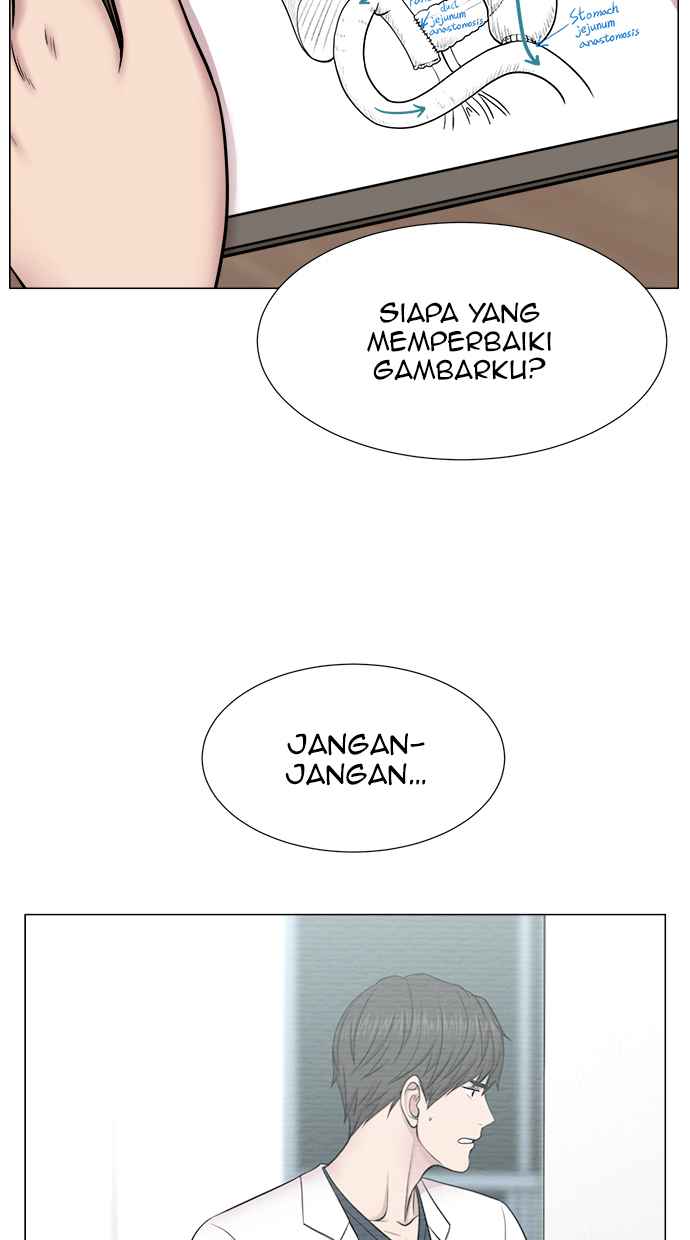 duct
jejunum
anastomosis
Stomach
jejunum
anastomosis
SIAPA YANG
MEMPERBAIKI
GAMBARKU?
JANGAN-
JANGAN...